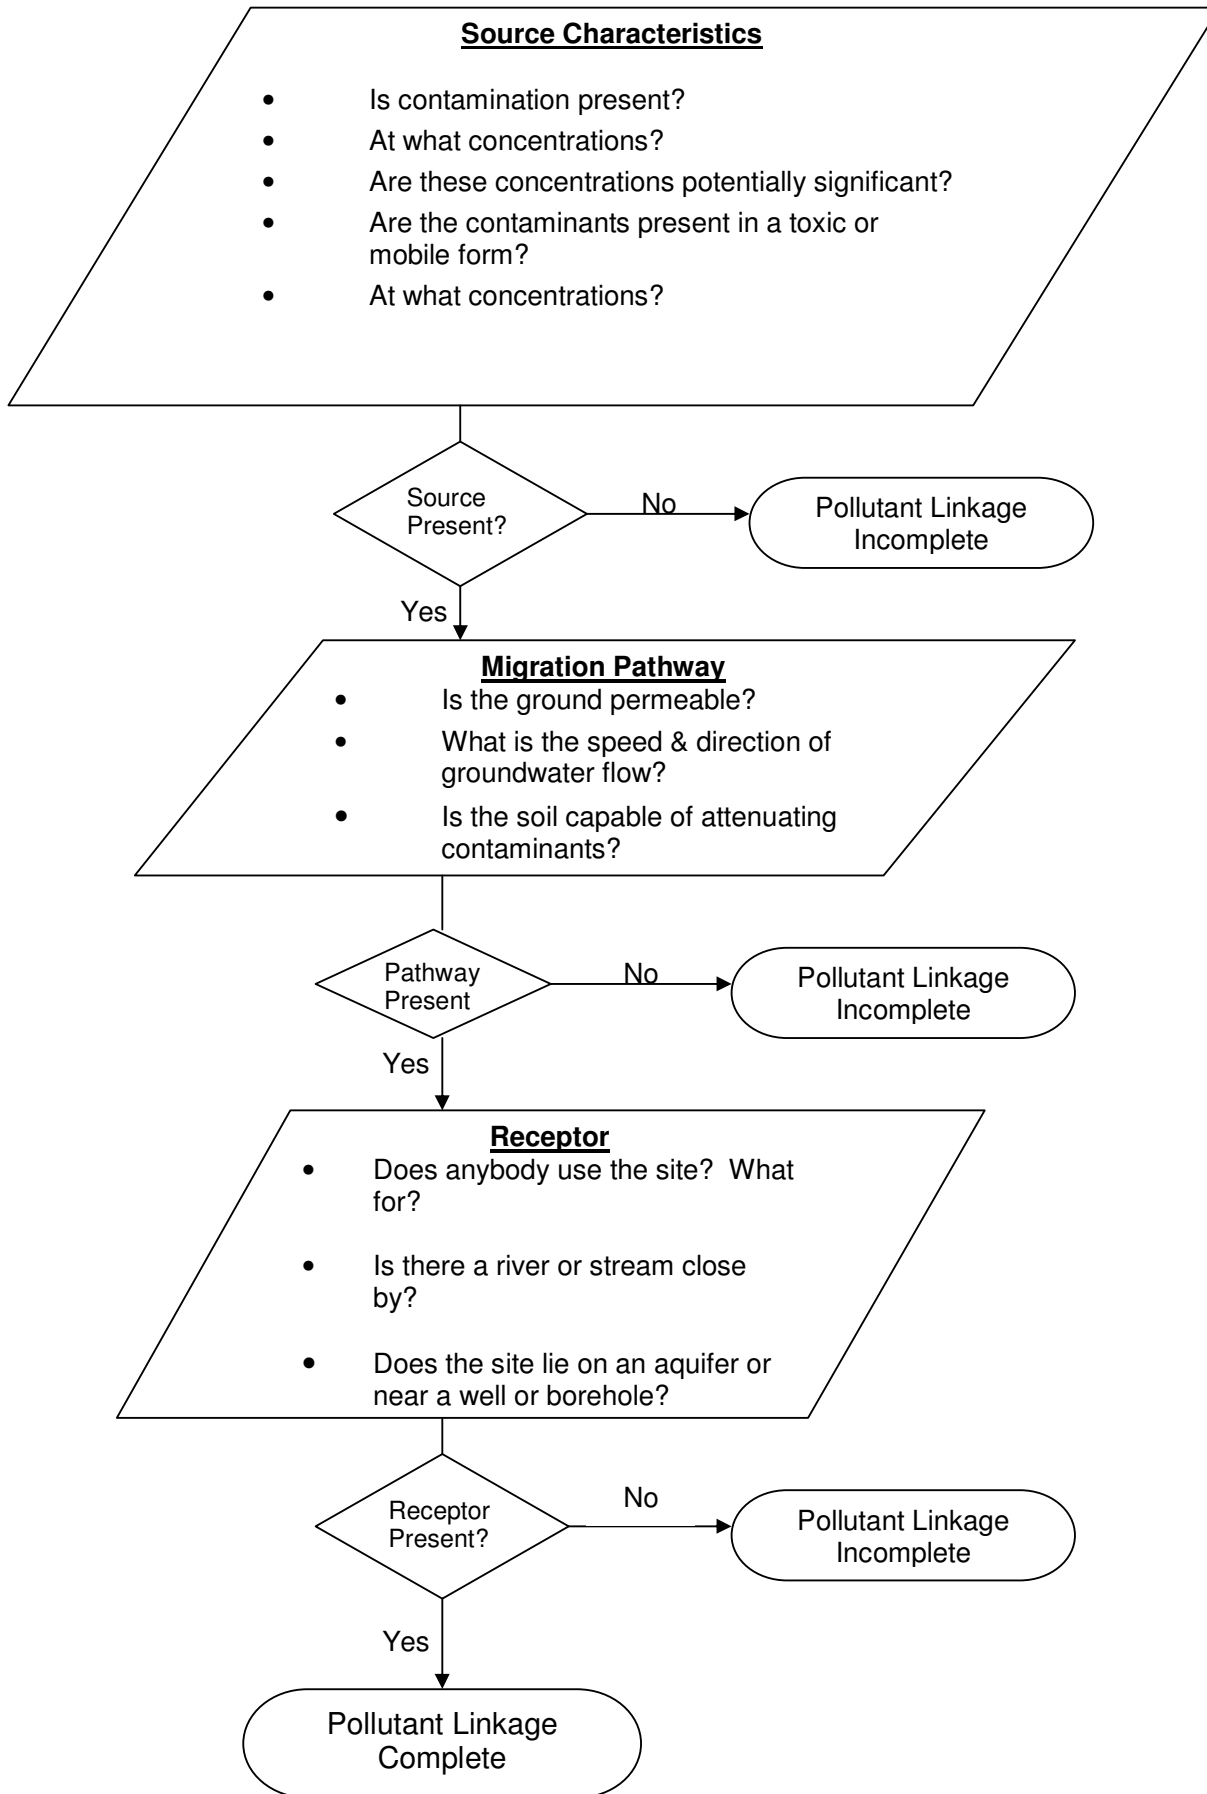 Source Characteristics
• Is contamination present?
• At what concentrations?
• Are these concentrations potentially significant?
• Are the contaminants present in a toxic or
mobile form?
• At what concentrations?
Source
Present?
No
Pollutant Linkage
Incomplete
Yes
Migration Pathway
• Is the ground permeable?
• What is the speed & direction of
groundwater flow?
• Is the soil capable of attenuating
contaminants?
Pathway
Present
No
Pollutant Linkage
Incomplete
Yes
Receptor
• Does anybody use the site?  What
for?
• Is there a river or stream close
by?
• Does the site lie on an aquifer or
near a well or borehole?
Receptor
Present?
No
Pollutant Linkage
Incomplete
Yes
Pollutant Linkage
Complete